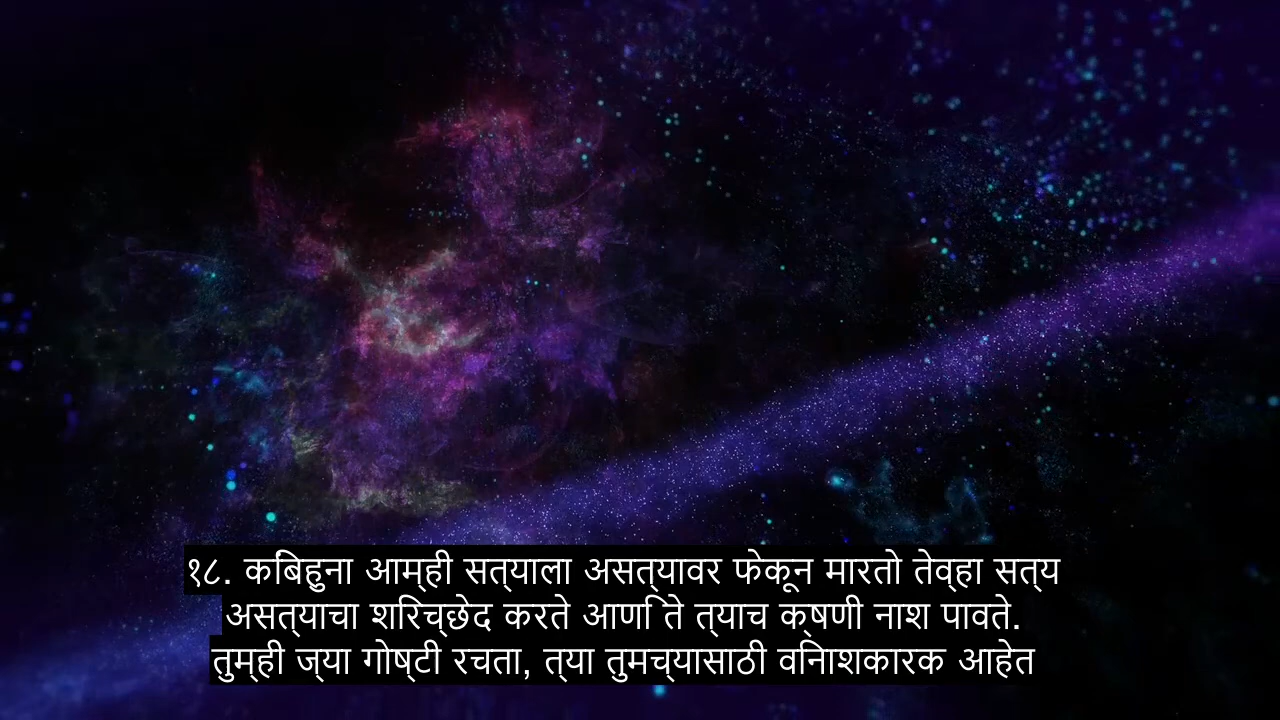 १८. किंबहुना आम्ही सत्याला असत्यावर फेकून मारतो तेव्हा सत्य
असत्याचा शिरच्छेद करते आणि ते त्याच क्षणी नाश पावते.
तुम्ही ज्या गोष्टी रचता, त्या तुमच्यासाठी विनाशकारक आहेत